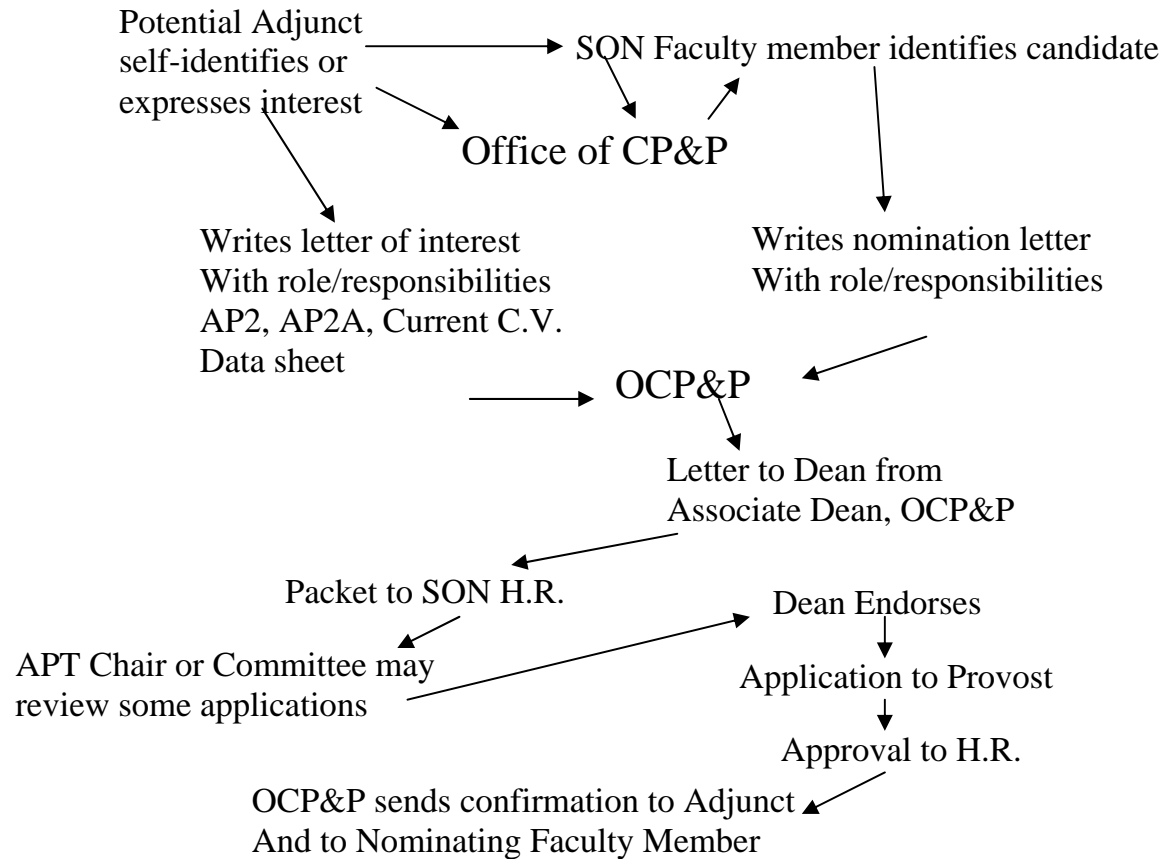 Potential Adjunct
self-identifies or
expresses interest
SON Faculty member identifies candidate
Office of CP&P
Writes letter of interest
With role/responsibilities
AP2, AP2A, Current C.V.
Data sheet
Writes nomination letter
With role/responsibilities
OCP&P
Letter to Dean from
Associate Dean, OCP&P
Packet to SON H.R.
APT Chair or Committee may
review some applications
Dean Endorses
Application to Provost
Approval to H.R.
OCP&P sends confirmation to Adjunct
And to Nominating Faculty Member